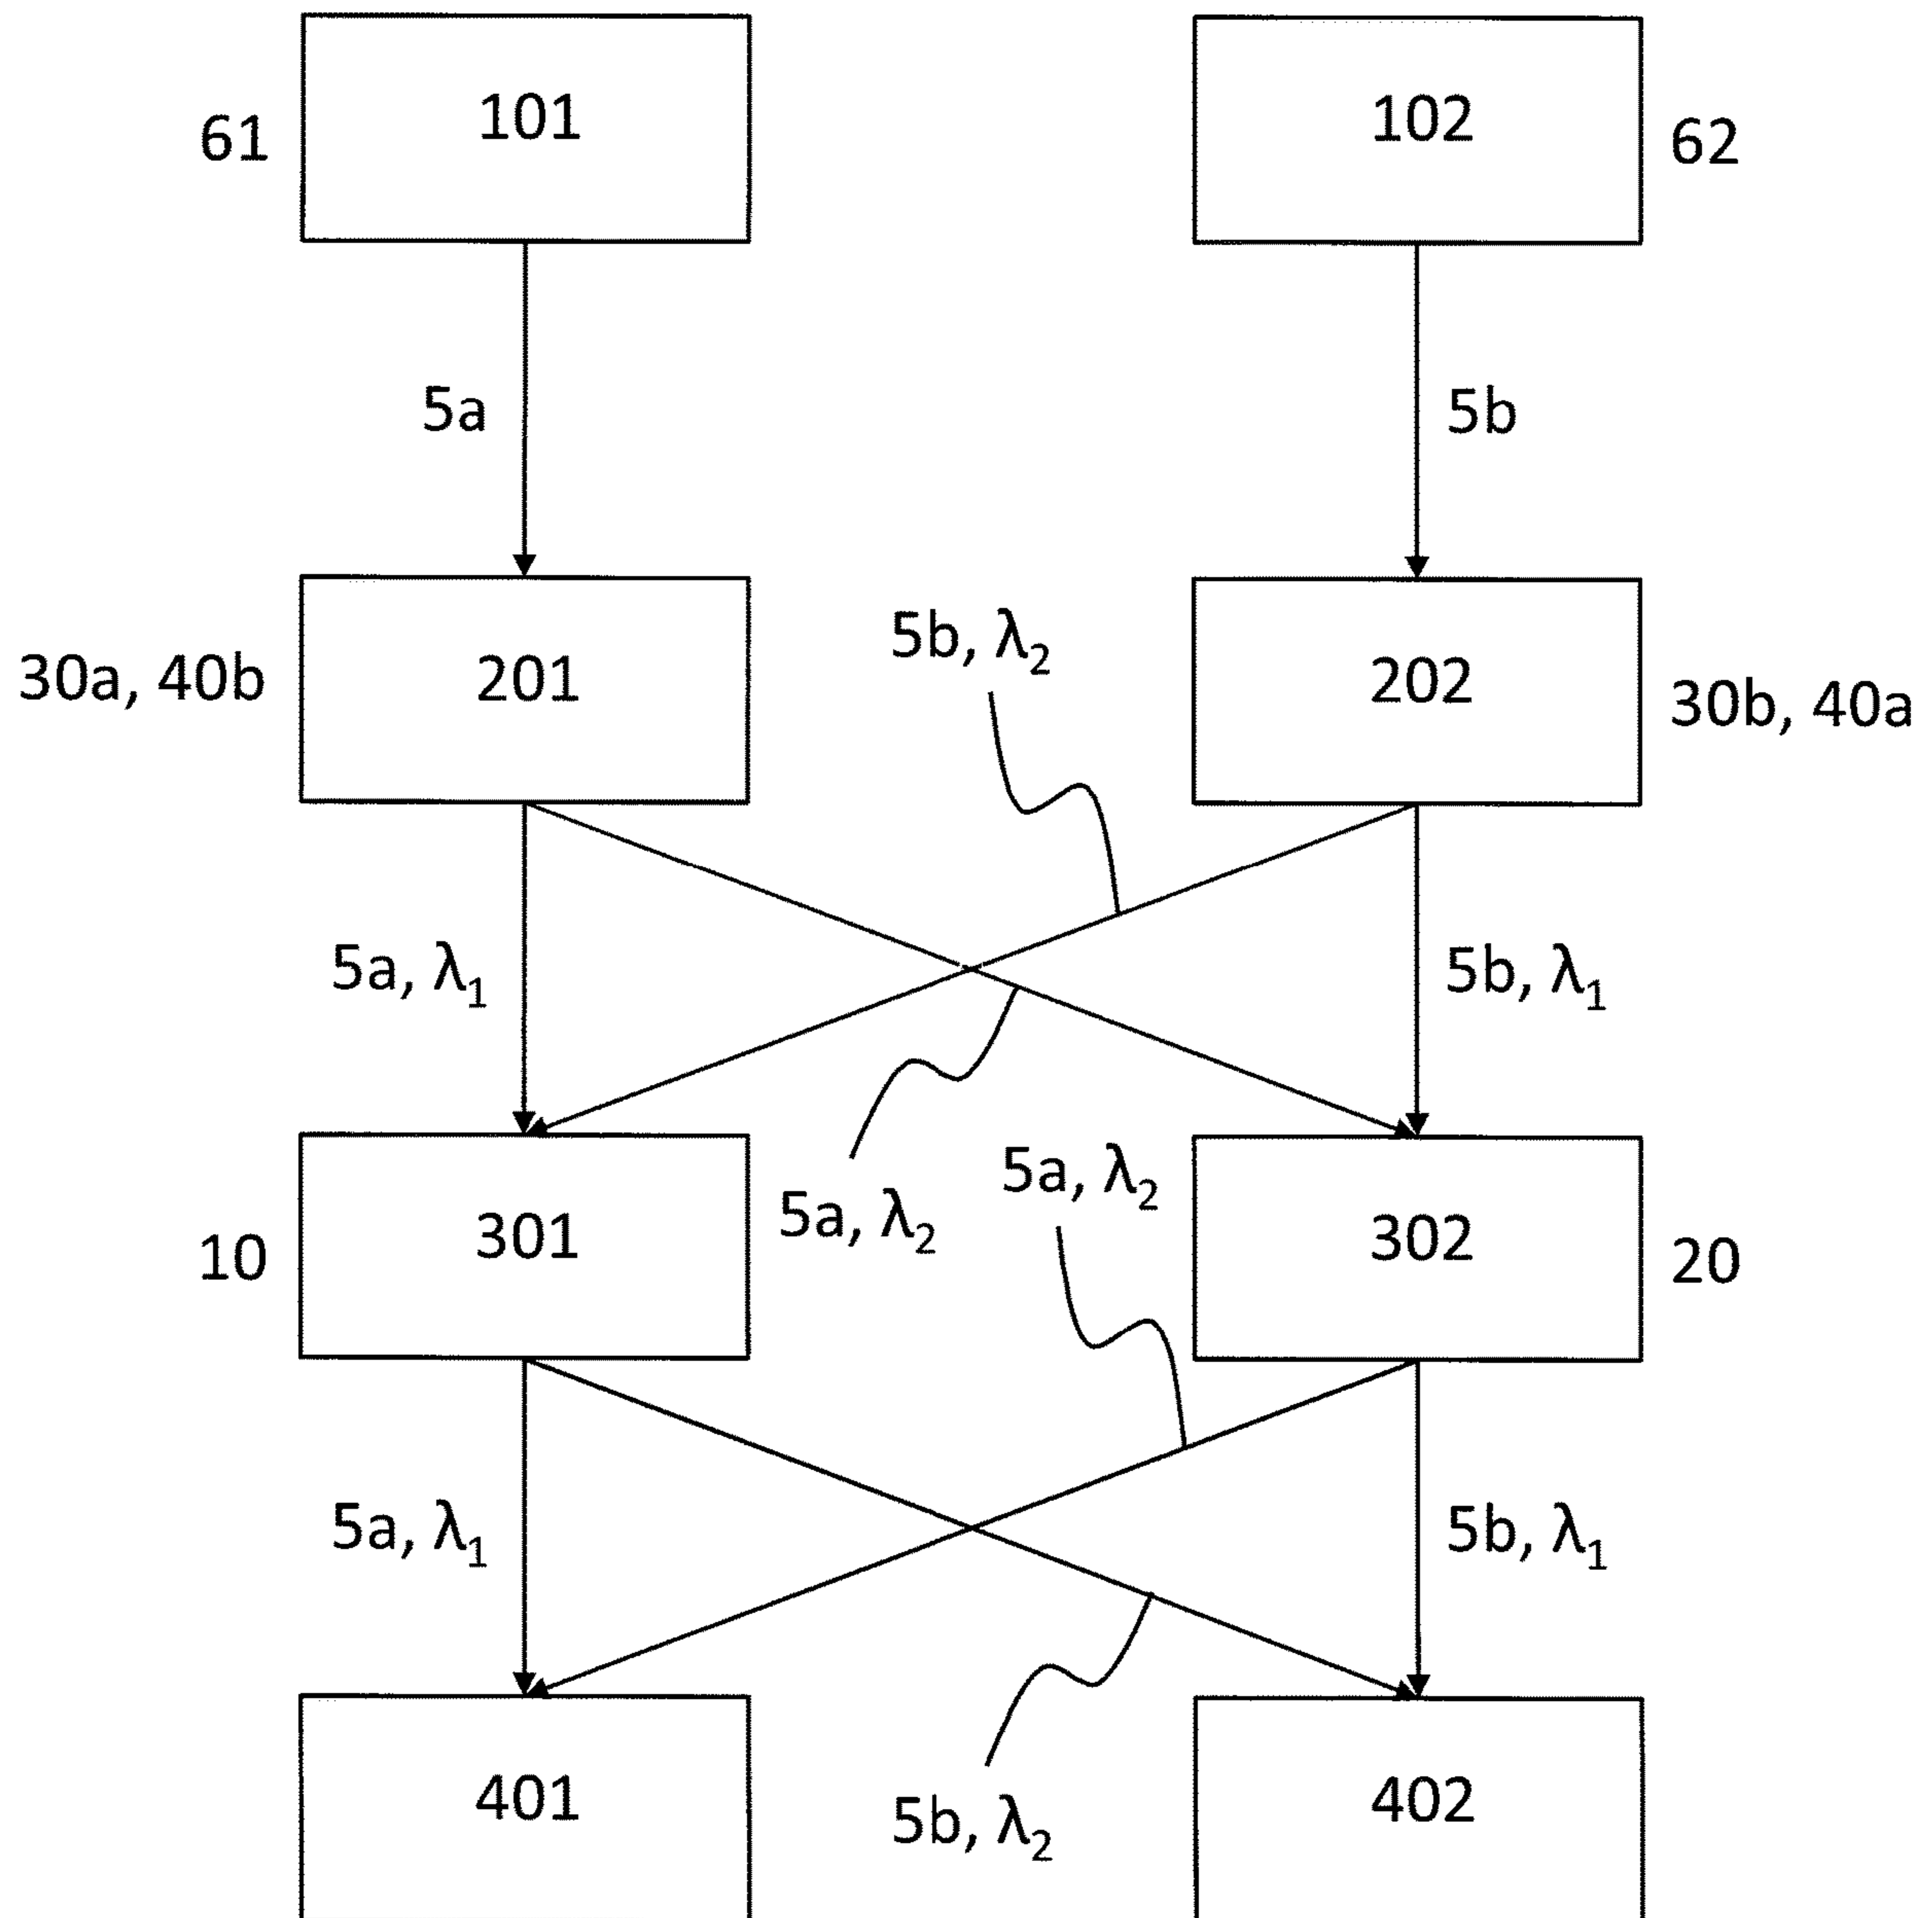 101
102
61
62
5a
5b
5b, λ₂
30a, 40b
201
202
30b, 40a
5a, λ₁
5b, λ₁
5a, λ₂
5a, λ₂
10
301
302
20
5a, λ₁
5b, λ₁
401
402
5b, λ₂